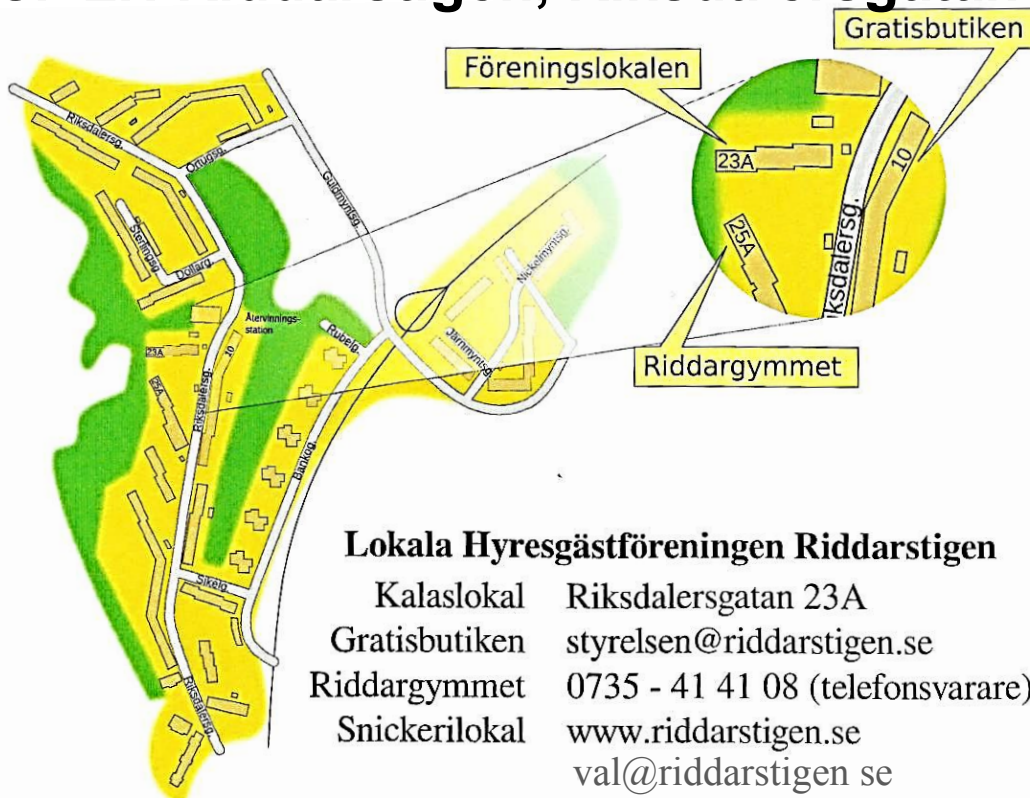 Gratisbutiken
Föreningslokalen
Riksdalersg.
Ortugsg.
Guldmyntsg.
Sterlingsg.
Dollarg.
Nickelmyntsg.
Järnmyntsg.
Återvinnings-
station
Rubelg.
23A
25A
10
Riksdalersg.
Bankog.
Sikelg.
Riksdalersg.
23A
10
25A
iksdalersg.
Riddargymmet
Lokala Hyresgästföreningen Riddarstigen
Kalaslokal Riksdalersgatan 23A
Gratisbutiken styrelsen@riddarstigen.se
Riddargymmet 0735 - 41 41 08 (telefonsvarare)
Snickerilokal www.riddarstigen.se
val@riddarstigen se